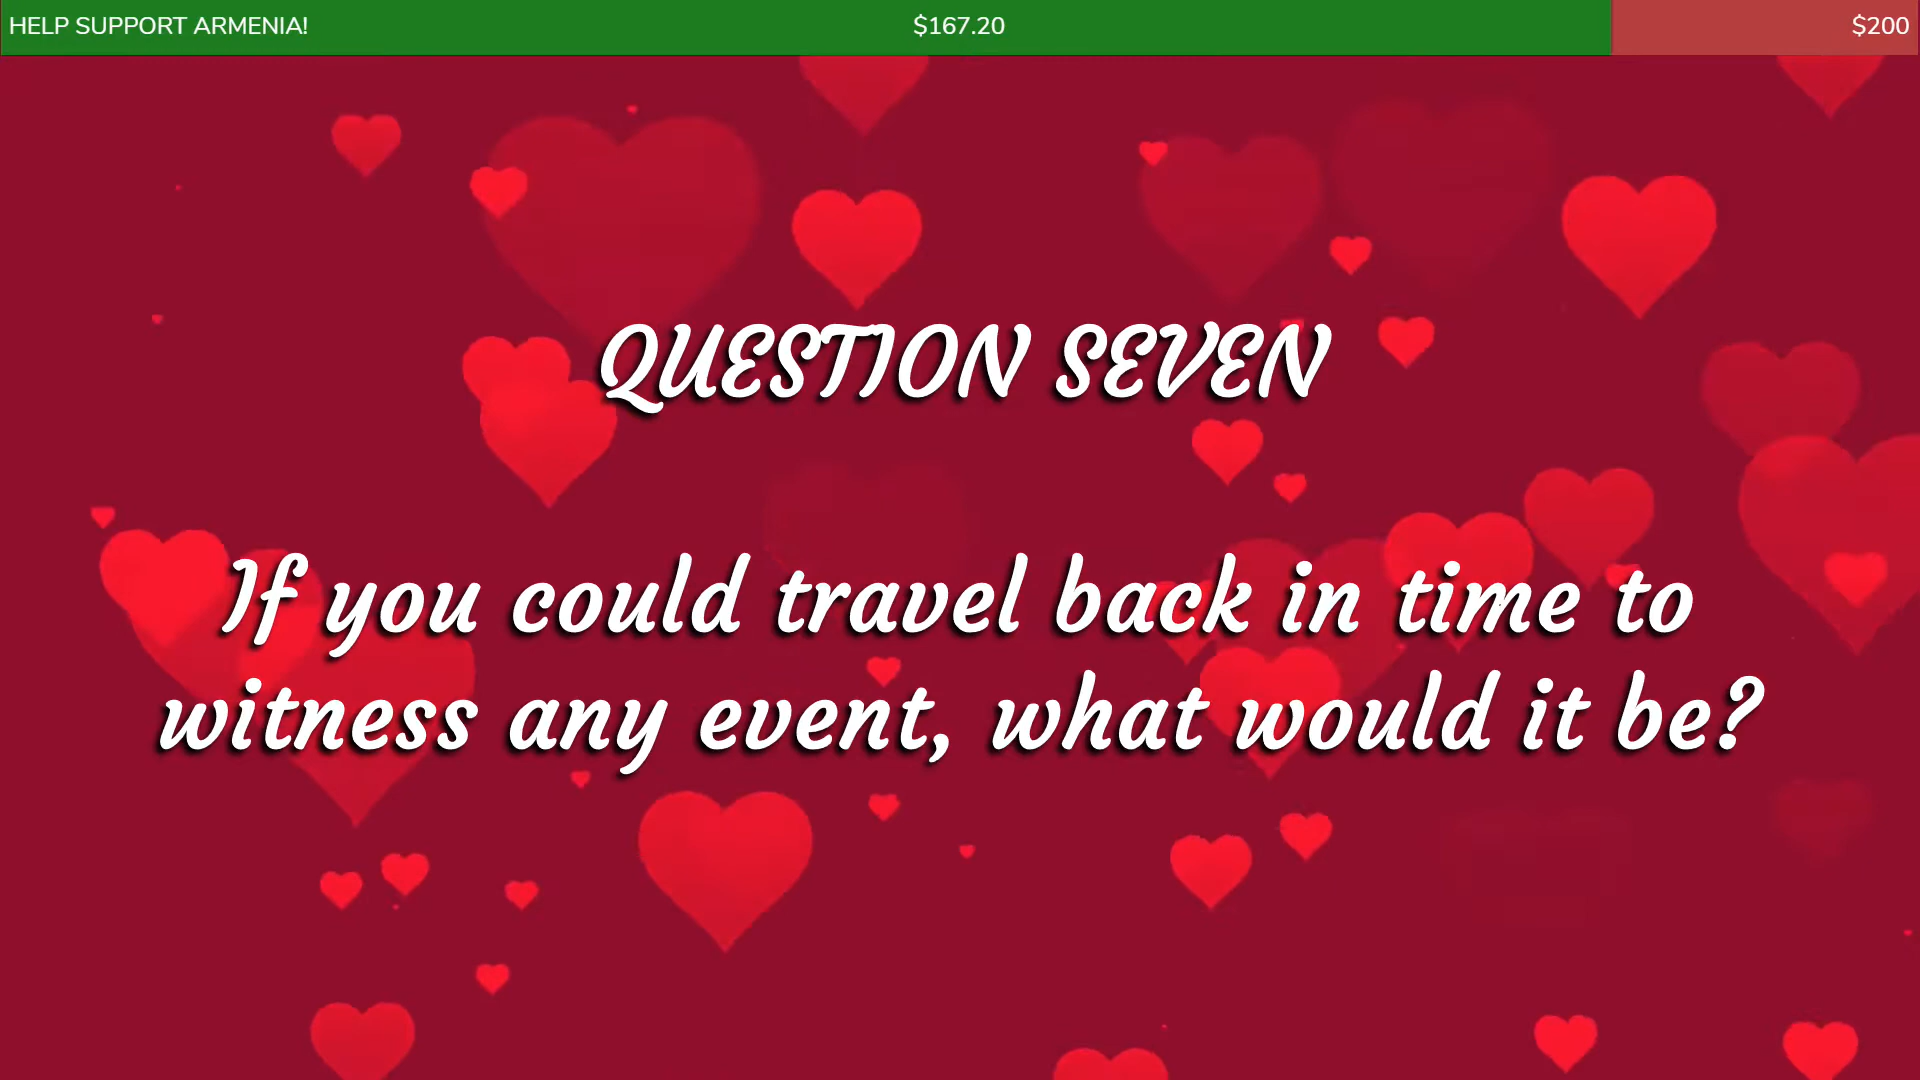 HELP SUPPORT ARMENIA! $167.20 $200
QUESTION SEVEN
If you could travel back in time to
witness any event, what would it be?